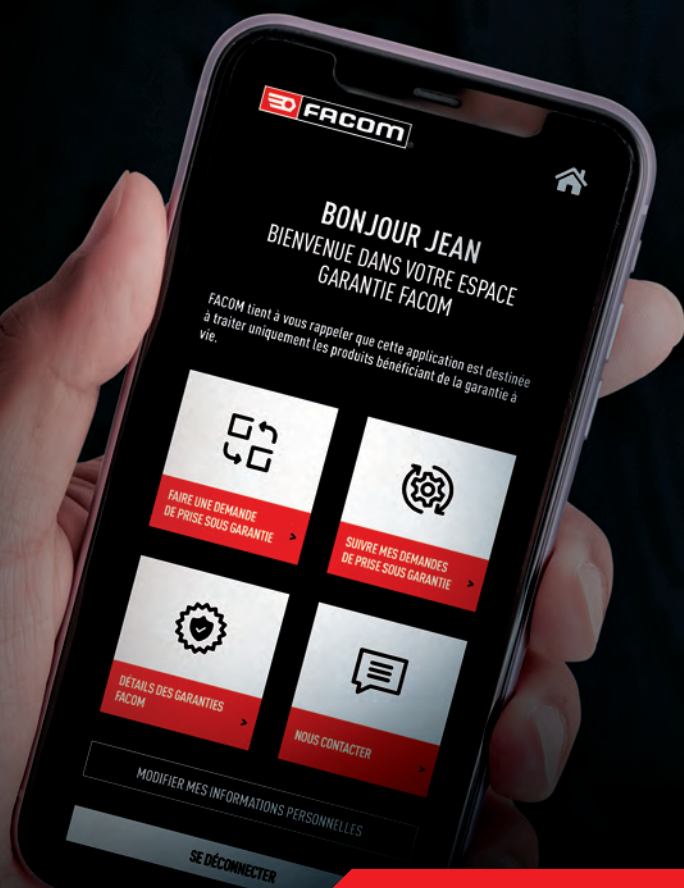 FACOM
BONJOUR JEAN
BIENVENUE DANS VOTRE ESPACE
GARANTIE FACOM
FACOM tient à vous rappeler que cette application est destinée
à traiter uniquement les produits bénéficiant de la garantie à
vie.
FAIRE UNE DEMANDE
DE PRISE SOUS GARANTIE >
SUIVRE MES DEMANDES
DE PRISE SOUS GARANTIE >
DÉTAILS DES GARANTIES
FACOM >
NOUS CONTACTER >
MODIFIER MES INFORMATIONS PERSONNELLES
SE DÉCONNECTER